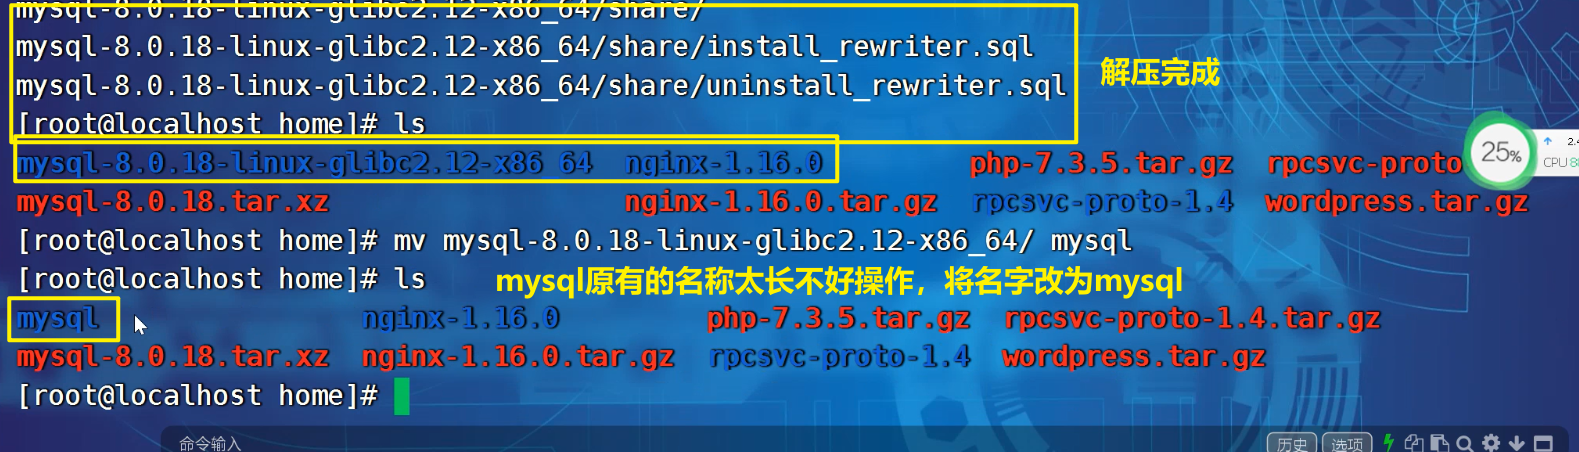 mysql-8.0.18-linux-glibc2.12-x86_64/share/
mysql-8.0.18-linux-glibc2.12-x86_64/share/install_rewriter.sql
解压完成
mysql-8.0.18-linux-glibc2.12-x86_64/share/uninstall_rewriter.sql
[root@localhost home]# ls
mysql-8.0.18-linux-glibc2.12-x86_64 nginx-1.16.0 php-7.3.5.tar.gz rpcsvc-proto
25%
2.4
CPU
mysql-8.0.18.tar.xz nginx-1.16.0.tar.gz rpcsvc-proto-1.4 wordpress.tar.gz
[root@localhost home]# mv mysql-8.0.18-linux-glibc2.12-x86_64/ mysql
[root@localhost home]# ls
mysql原有的名称太长不好操作，将名字改为mysql
mysql nginx-1.16.0 php-7.3.5.tar.gz rpcsvc-proto-1.4.tar.gz
mysql-8.0.18.tar.xz nginx-1.16.0.tar.gz rpcsvc-proto-1.4 wordpress.tar.gz
[root@localhost home]#
命令输入 历史 选项